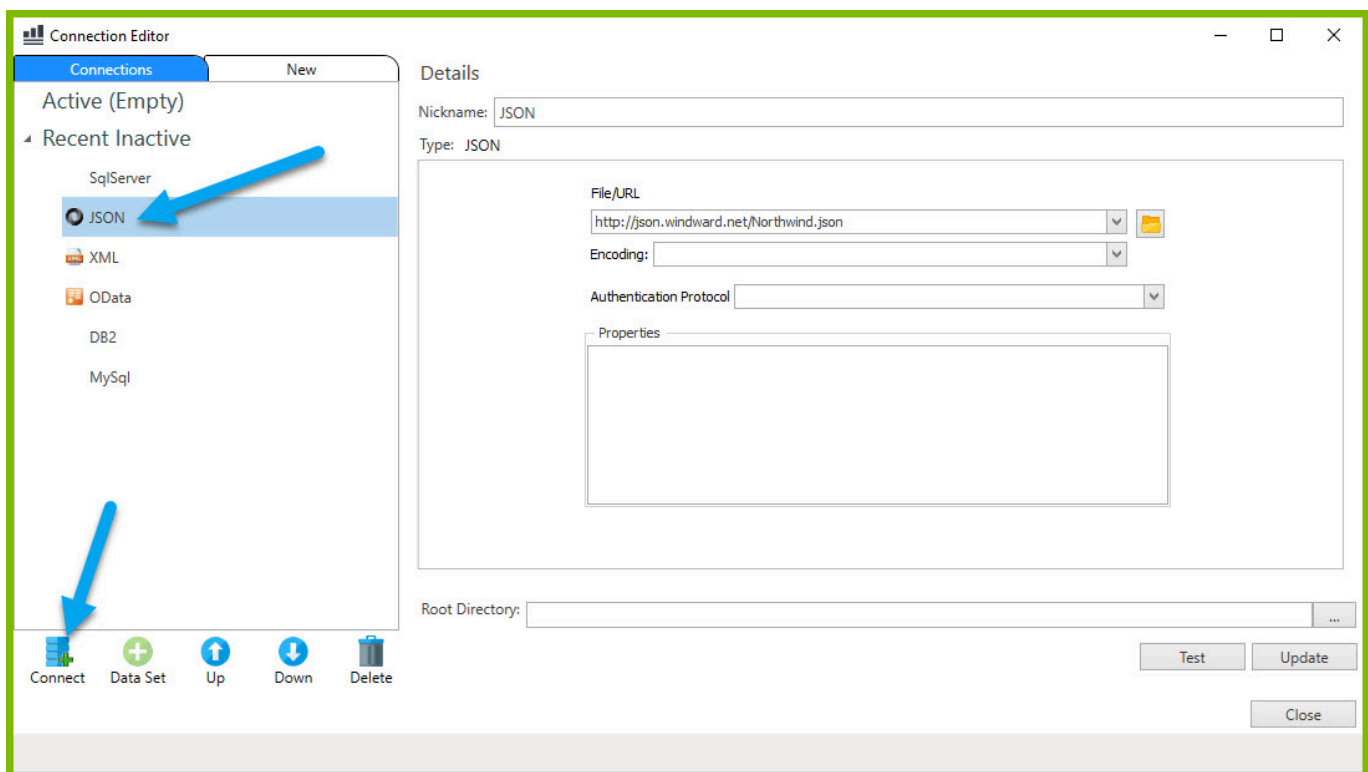 Connection Editor
Connections
New
Active (Empty)
Recent Inactive
SqlServer
JSON
XML
OData
DB2
MySql
Connect
Data Set
Up
Down
Delete
Details
Nickname: JSON
Type: JSON
File/URL
http://json.windward.net/Northwind.json
Encoding:
Authentication Protocol
Properties
Root Directory:
...
Test
Update
Close